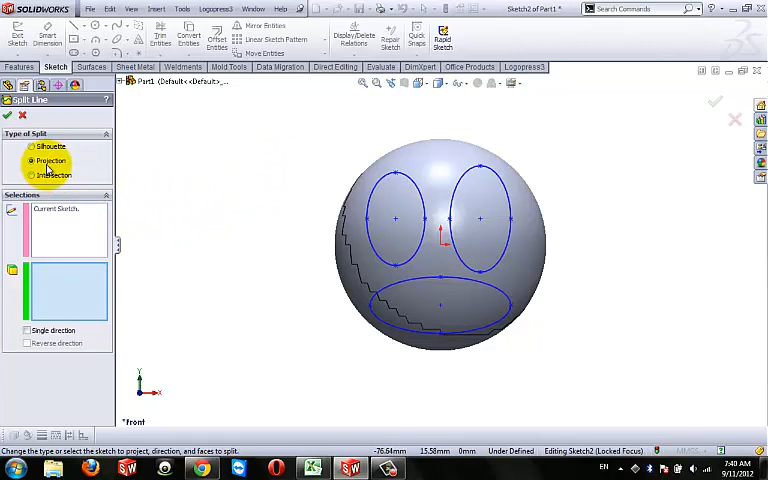 SOLIDWORKS File Edit View Insert Tools Logopress3 Window Help Sketch2 of Part1 * Search Commands
Exit Sketch Smart Dimension Trim Entities Convert Entities Offset Entities Mirror Entities Linear Sketch Pattern Move Entities Display/Delete Relations Repair Sketch Quick Snaps Rapid Sketch
Features Sketch Surfaces Sheet Metal Weldments Mold Tools Data Migration Direct Editing Evaluate DimXpert Office Products Logopress3
Part1 (Default<<Default>_...
Split Line ?
Type of Split
Silhouette
Projection
Intersection
Selections
Current Sketch.
Single direction
Reverse direction
Y
X
*Front
Change the type or select the sketch to project, direction, and faces to split. -76.64mm 15.58mm 0mm Under Defined Editing Sketch2 (Locked Focus) MMGS
EN 7:40 AM
9/11/2012